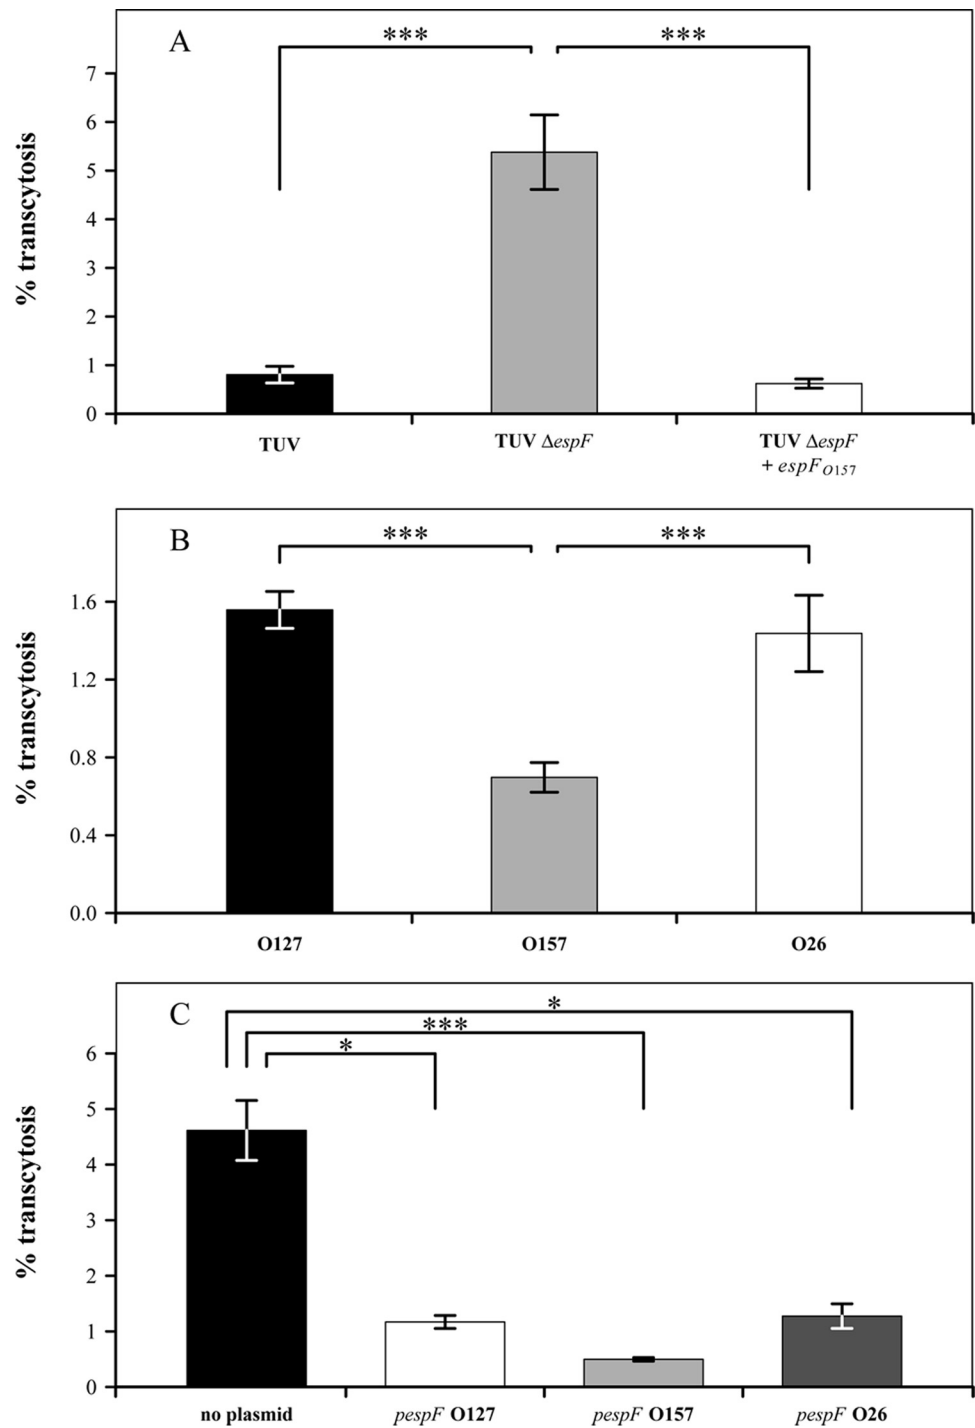 A
*** ***
7
6
5
4
3
2
1
0
% transcytosis
TUV TUV ΔespF TUV ΔespF
+ espF O157
B
*** ***
1.6
1.2
0.8
0.4
0.0
% transcytosis
O127 O157 O26
C
*
***
*
6
5
4
3
2
1
0
% transcytosis
no plasmid pespF O127 pespF O157 pespF O26